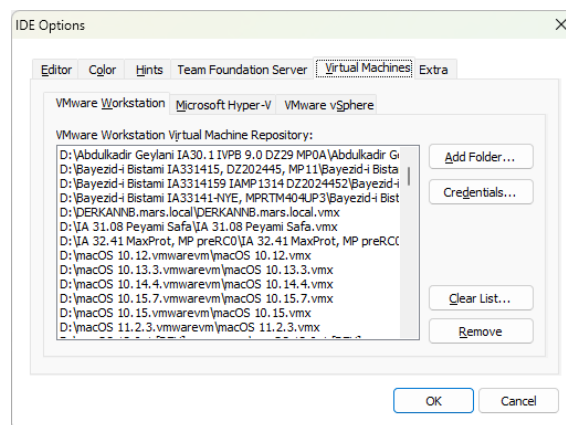 IDE Options
Editor Color Hints Team Foundation Server Virtual Machines Extra
VMware Workstation Microsoft Hyper-V VMware vSphere
VMware Workstation Virtual Machine Repository:
D:\Abdulkadir Geylani IA30.1 IVPB 9.0 DZ29 MP0A\Abdulkadir G
D:\Bayezid-i Bistami IA331415, DZ202445, MP11\Bayezid-i Bista
D:\Bayezid-i Bistami IA3314159 IAMP1314 DZ2024452\Bayezid-i
D:\Bayezid-i Bistami IA33141-NYE, MPRTM404UP3\Bayezid-i Bist
D:\DERKANNB.mars.local\DERKANNB.mars.local.vmx
D:\IA 31.08 Peyami Safa\IA 31.08 Peyami Safa.vmx
D:\IA 32.41 MaxProt, MP preRC0\IA 32.41 MaxProt, MP preRC0
D:\macOS 10.12.vmwarevm\macOS 10.12.vmx
D:\macOS 10.13.3.vmwarevm\macOS 10.13.3.vmx
D:\macOS 10.14.4.vmwarevm\macOS 10.14.4.vmx
D:\macOS 10.15.7.vmwarevm\macOS 10.15.7.vmx
D:\macOS 10.15.vmwarevm\macOS 10.15.vmx
D:\macOS 11.2.3.vmwarevm\macOS 11.2.3.vmx
Add Folder...
Credentials...
Clear List...
Remove
OK Cancel